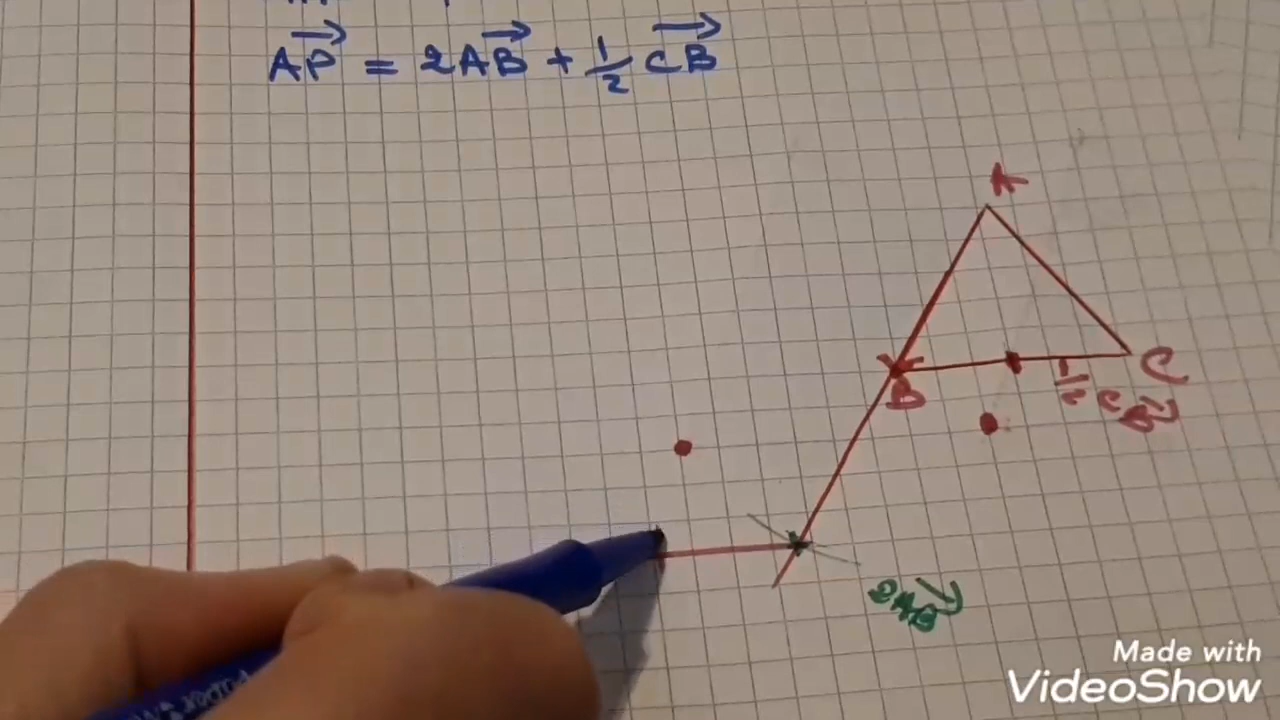 AP = 2AB + 1/2 CB
A
B
C
1/2 CB
2AB
Made with
VideoShow